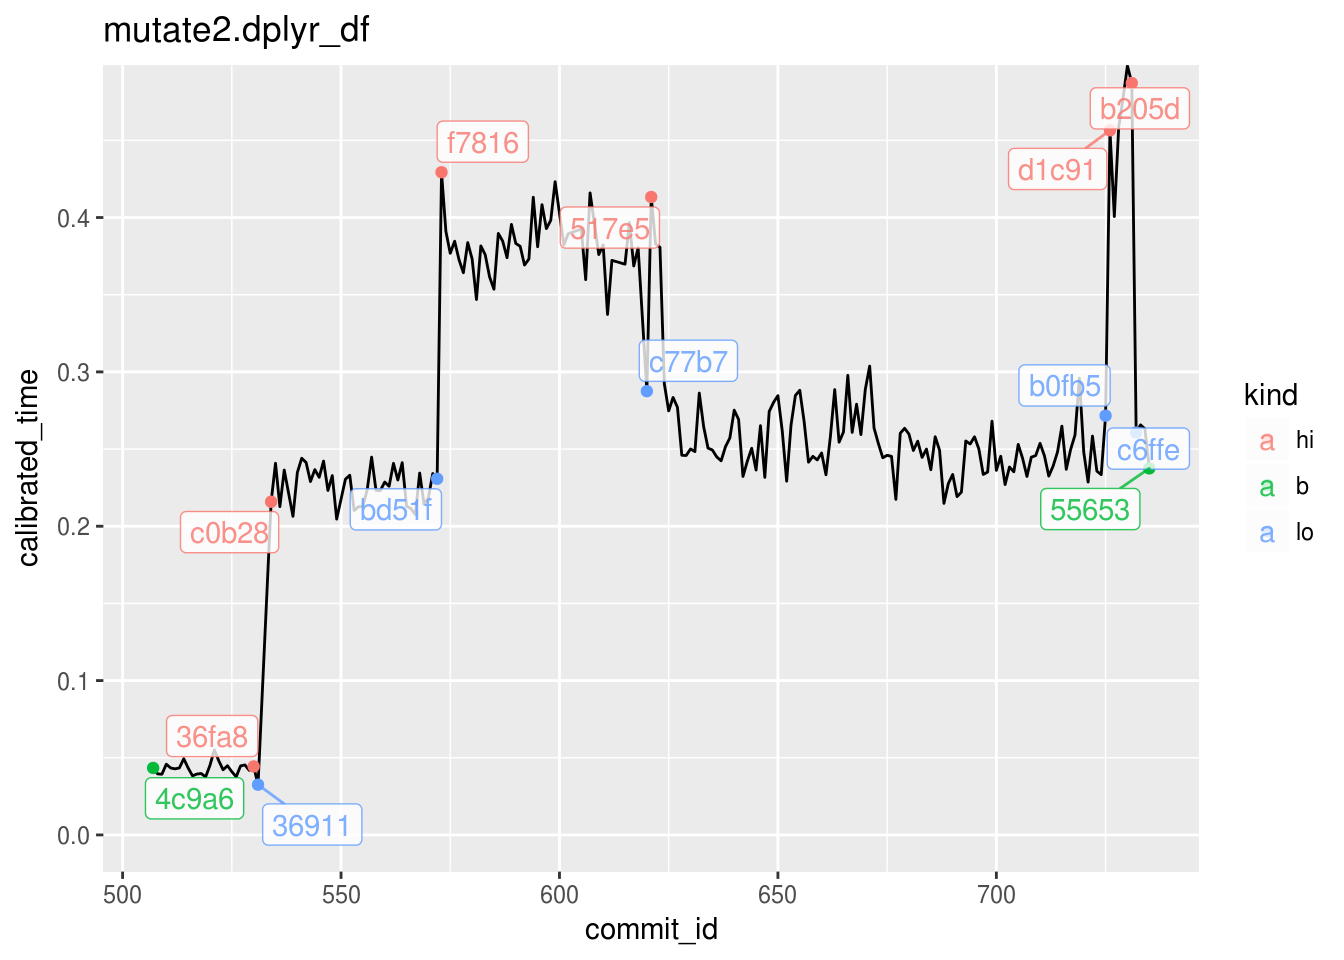 mutate2.dplyr_df
calibrated_time
0.4
0.3
0.2
0.1
0.0
b205d
f7816
d1c91
517e5
c77b7
b0fb5
c6ffe
bd51f
55653
c0b28
36fa8
4c9a6
36911
500 550 600 650 700
commit_id
kind
a hi
a b
a lo